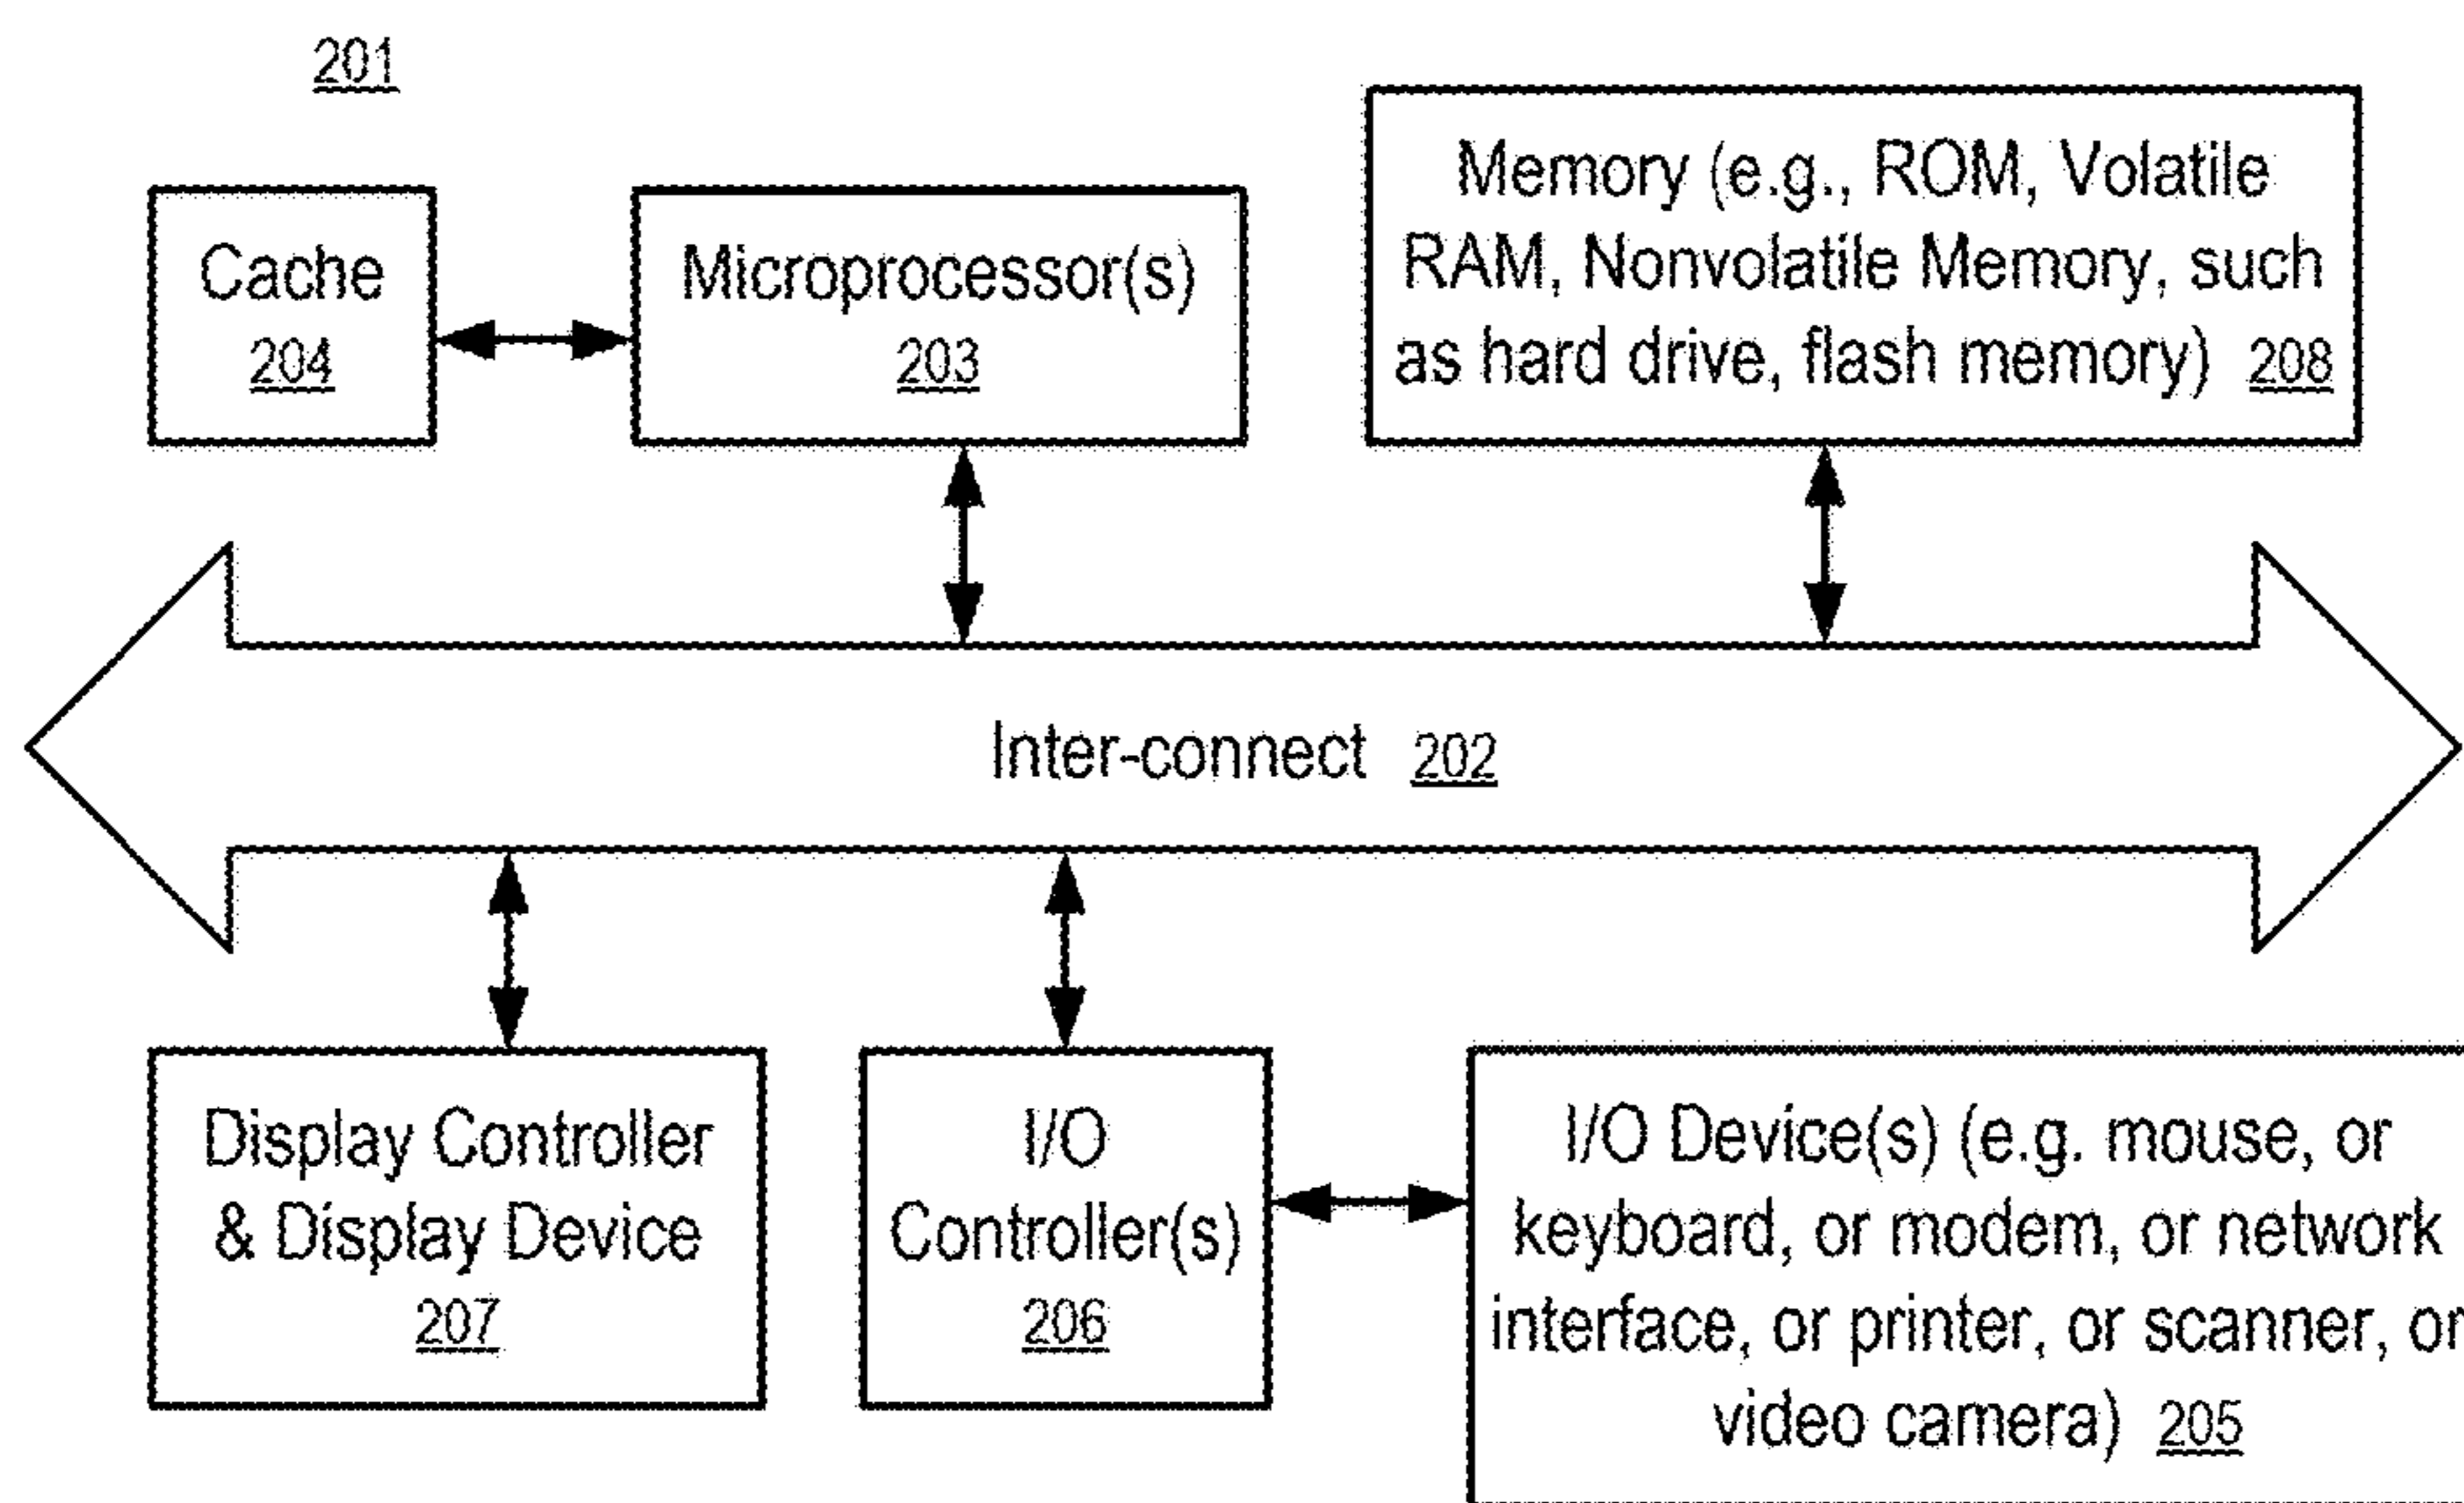 201
Cache
204
Microprocessor(s)
203
Memory (e.g., ROM, Volatile
RAM, Nonvolatile Memory, such
as hard drive, flash memory) 208
Inter-connect 202
Display Controller
& Display Device
207
I/O
Controller(s)
206
I/O Device(s) (e.g. mouse, or
keyboard, or modem, or network
interface, or printer, or scanner, or
video camera) 205